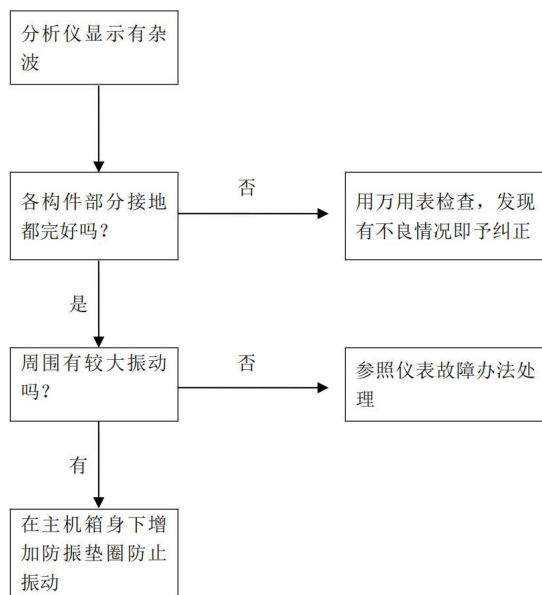 分析仪显示有杂
波
各构件部分接地
都完好吗？
否
用万用表检查，发现
有不良情况即予纠正
是
周围有较大振动
吗？
否
参照仪表故障办法处
理
有
在主机箱身下增
加防振垫圈防止
振动